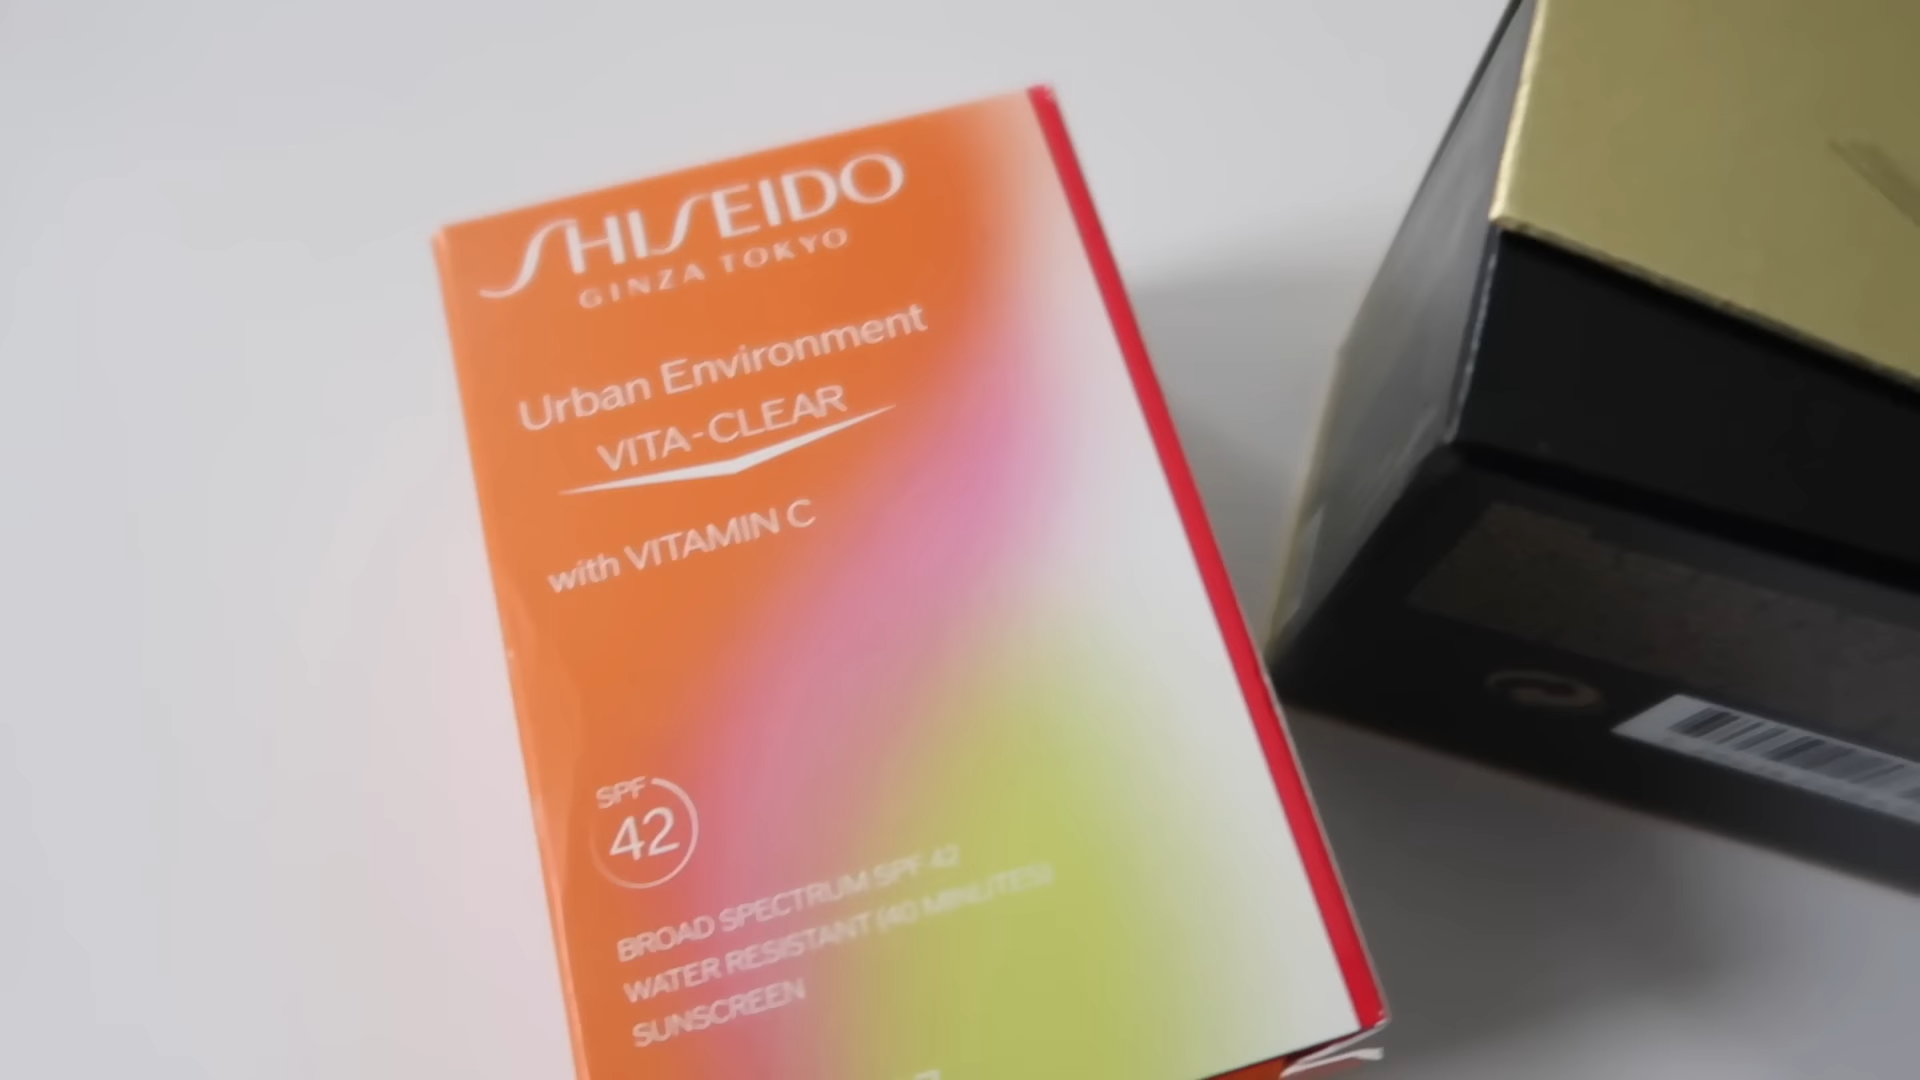 SHISEIDO
GINZA TOKYO
Urban Environment
VITA-CLEAR
with VITAMIN C
SPF
42
BROAD SPECTRUM SPF 42
WATER RESISTANT (40 MINUTES)
SUNSCREEN